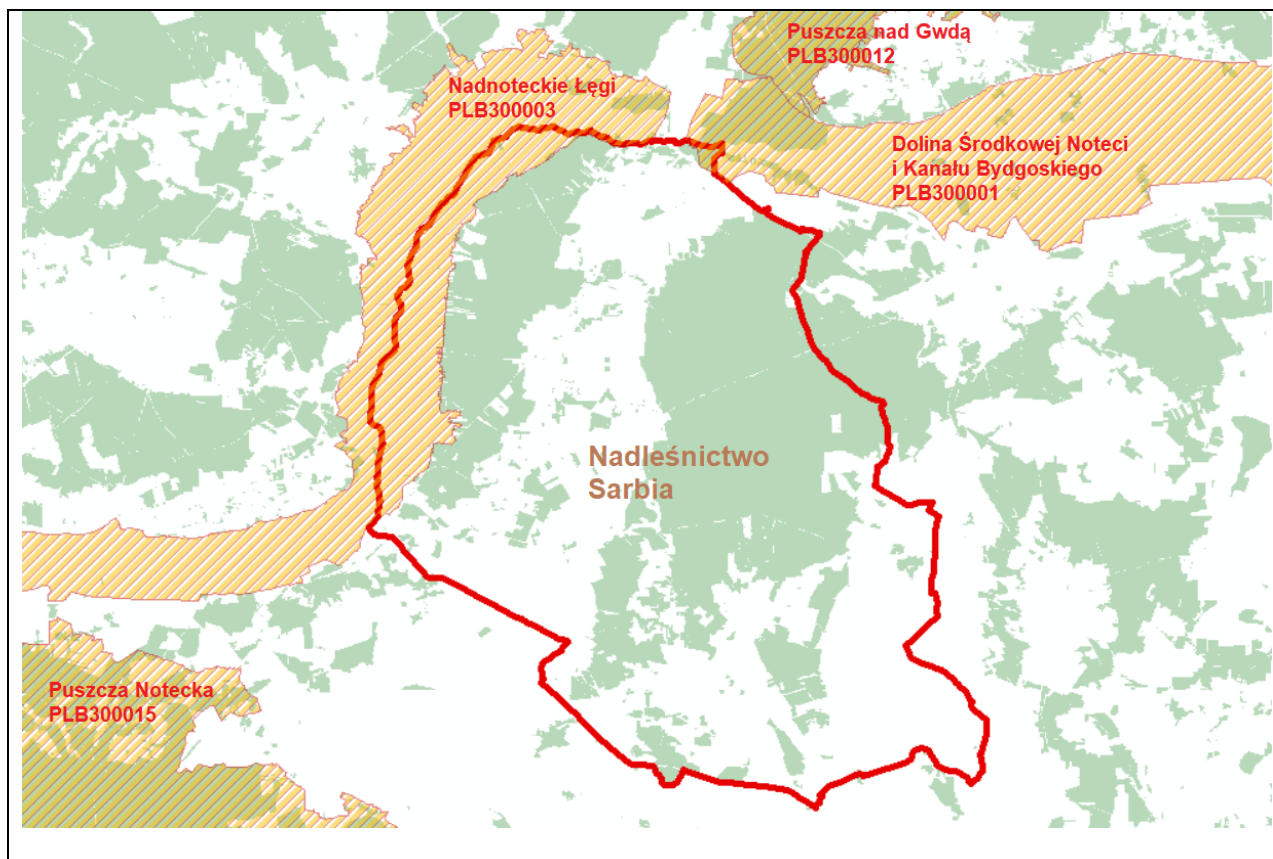 Puszcza nad Gwdą
PLB300012
Nadnoteckie Łęgi
PLB300003
Dolina Środkowej Noteci
i Kanału Bydgoskiego
PLB300001
Nadleśnictwo
Sarbia
Puszcza Notecka
PLB300015